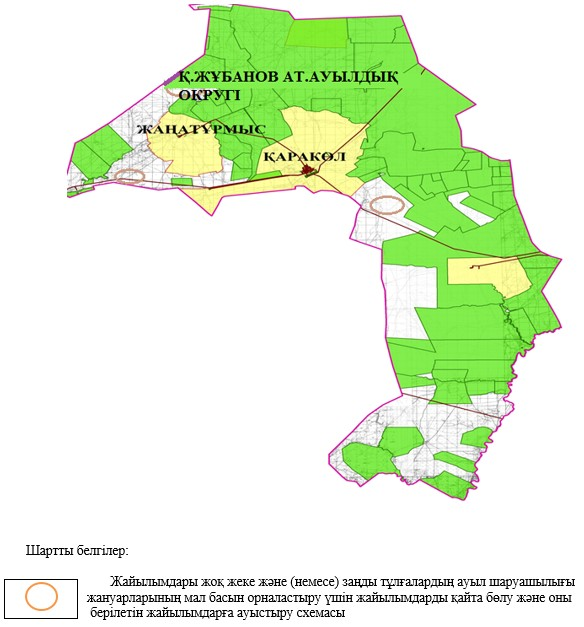 Қ.ЖҰБАНОВ АТ.АУЫЛДЫҚ
ОКРУГІ
ЖАҢАТҰРМЫС
ҚАРАКӨЛ
Шартты белгілер:
Жайылымдары жоқ жеке және (немесе) заңды тұлғалардың ауыл шаруашылығы
жануарларының мал басын орналастыру үшін жайылымдарды қайта бөлу және оны
берілетін жайылымдарға ауыстыру схемасы